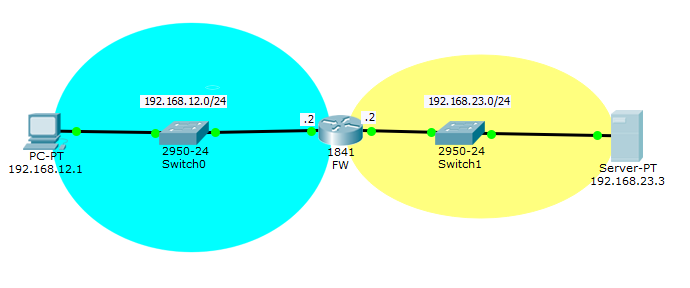 192.168.12.0/24
192.168.23.0/24
.2
.2
PC-PT
192.168.12.1
2950-24
Switch0
1841
FW
2950-24
Switch1
Server-PT
192.168.23.3